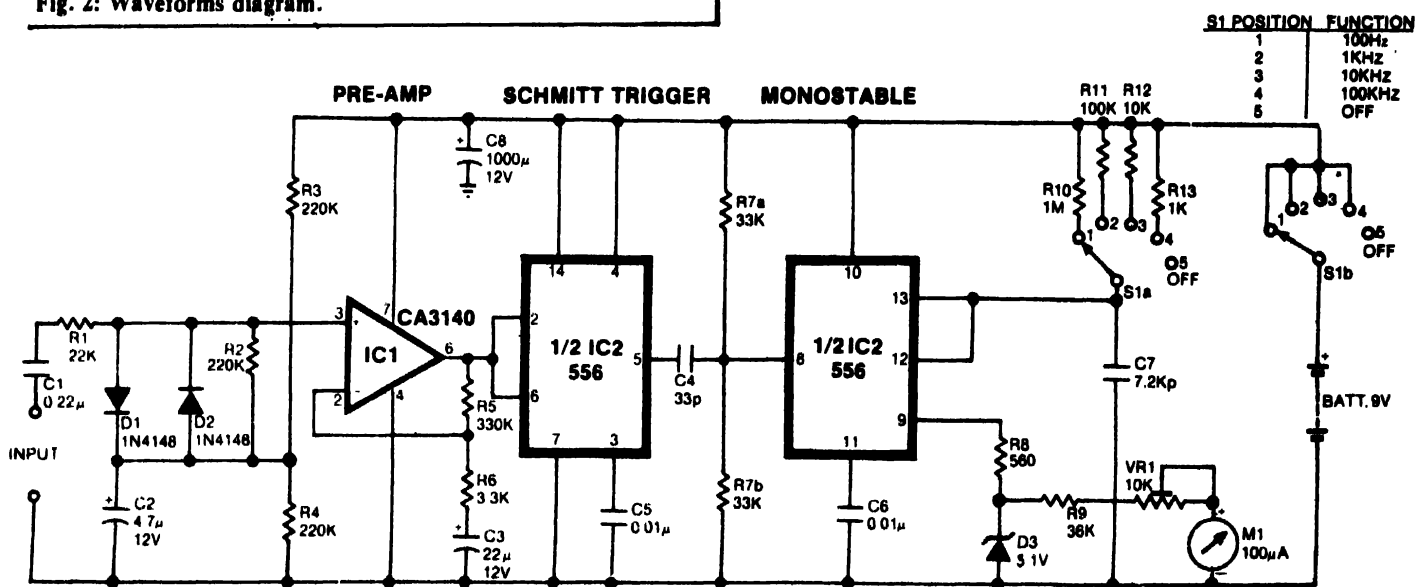 Fig. 2: Waveforms diagram.
S1 POSITION FUNCTION
1 100Hz
2 1KHz
3 10KHz
4 100KHz
5 OFF
PRE-AMP
SCHMITT TRIGGER
MONOSTABLE
R11
100K
R12
10K
C8
1000μ
12V
+
R3
220K
R7a
33K
R10
1M
R13
1K
1
2
3
4
5
OFF
S1a
1
2
3
4
5
OFF
S1b
R1
22K
C1
0.22μ
INPUT
D1
1N4148
D2
1N4148
R2
220K
+
C2
4.7μ
12V
R4
220K
3
+
2
-
7
CA3140
IC1
6
4
R5
330K
R6
3.3K
+
C3
22μ
12V
14
4
2
6
1/2 IC2
556
5
7
3
C5
0.01μ
C4
33p
R7b
33K
10
8
1/2 IC2
556
13
12
9
11
C6
0.01μ
R8
560
D3
5.1V
R9
36K
VR1
10K
C7
7.2Kp
+
M1
100μA
-
+
BATT. 9V
-